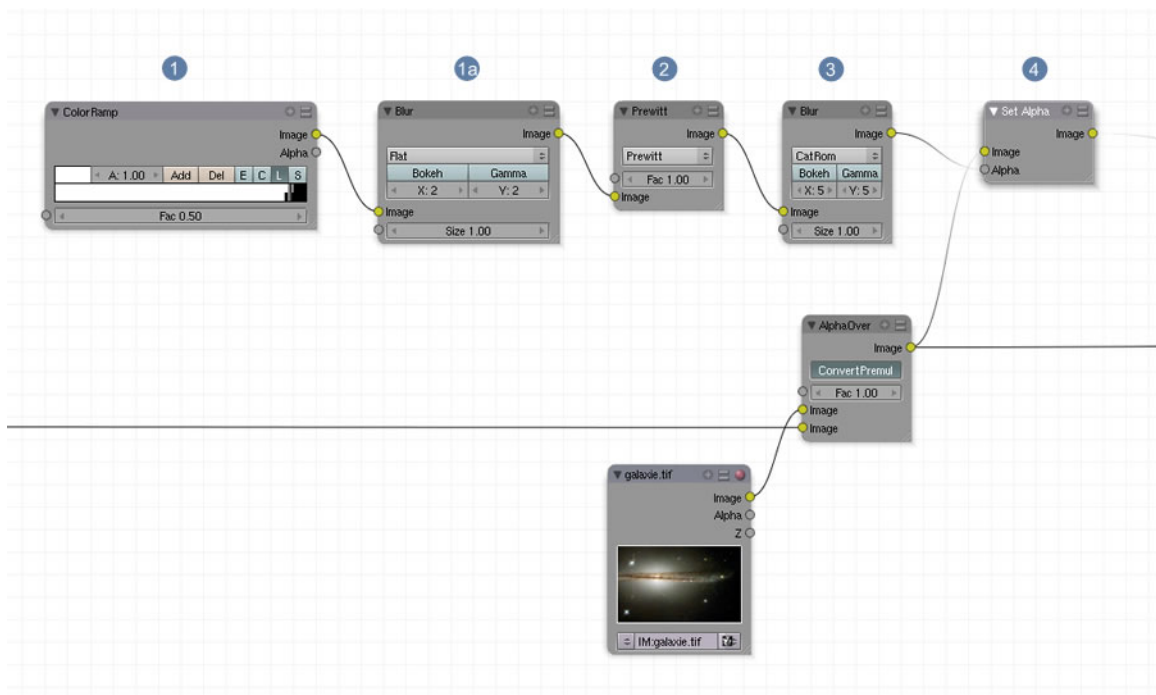 1
1a
2
3
4
ColorRamp
Image
Alpha
A: 1.00 Add Del E C L S
Fac 0.50
Blur
Image
Flat
Bokeh Gamma
X: 2 Y: 2
Image
Size 1.00
Prewitt
Image
Prewitt
Fac 1.00
Image
Blur
Image
CatRom
Bokeh Gamma
X: 5 Y: 5
Image
Size 1.00
Set Alpha
Image
Image
Alpha
AlphaOver
Image
ConvertPremul
Fac 1.00
Image
Image
galaxie.tif
Image
Alpha
Z
IM:galaxie.tif